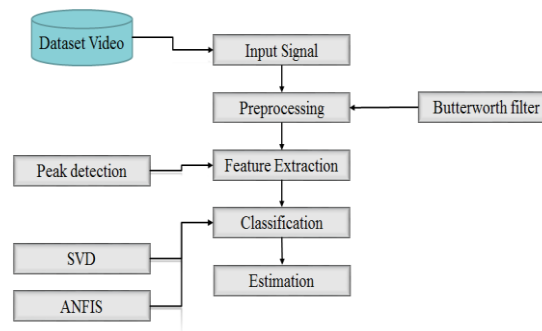 Dataset Video
Input Signal
Preprocessing
Butterworth filter
Peak detection
Feature Extraction
Classification
SVD
Estimation
ANFIS